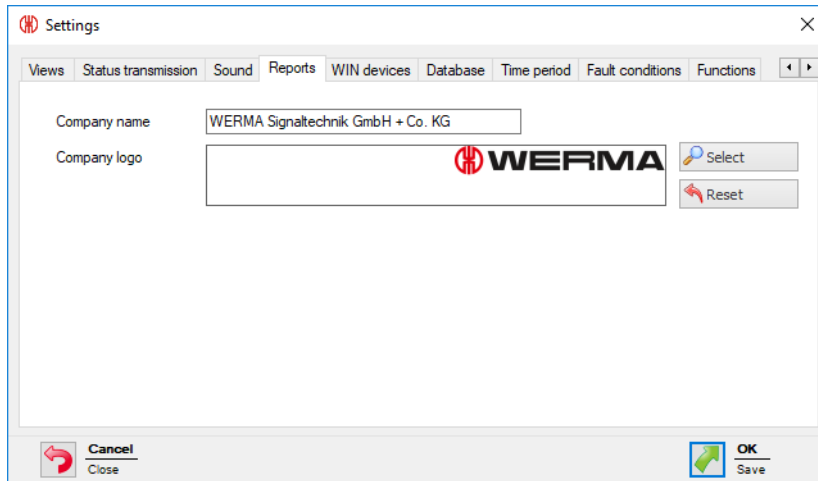 Settings
Views Status transmission Sound Reports WIN devices Database Time period Fault conditions Functions
Company name WERMA Signaltechnik GmbH + Co. KG
Company logo WERMA Select
Reset
Cancel OK
Close Save